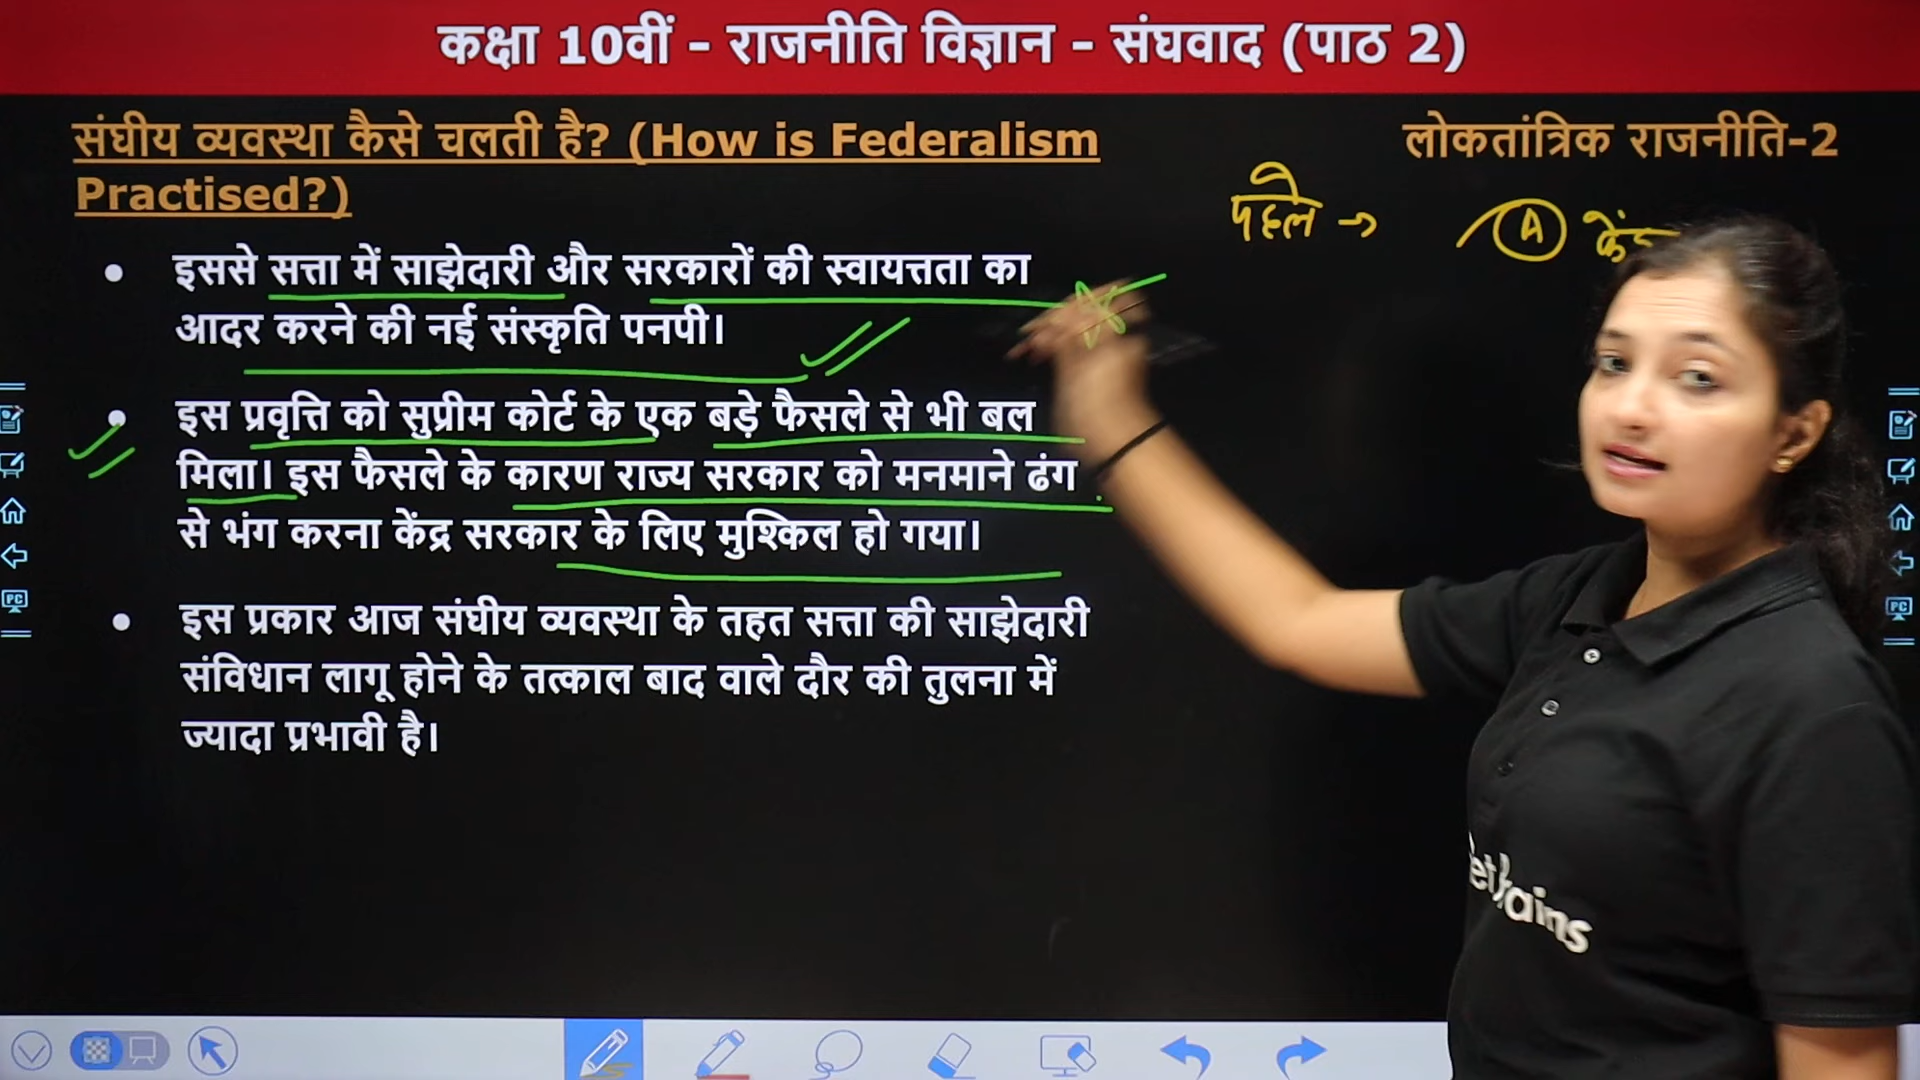 कक्षा 10वीं - राजनीति विज्ञान - संघवाद (पाठ 2)
संघीय व्यवस्था कैसे चलती है? (How is Federalism
Practised?)
लोकतांत्रिक राजनीति-2
पहले →
A
• इससे सत्ता में साझेदारी और सरकारों की स्वायत्तता का
आदर करने की नई संस्कृति पनपी।
• इस प्रवृत्ति को सुप्रीम कोर्ट के एक बड़े फैसले से भी बल
मिला। इस फैसले के कारण राज्य सरकार को मनमाने ढंग
से भंग करना केंद्र सरकार के लिए मुश्किल हो गया।
• इस प्रकार आज संघीय व्यवस्था के तहत सत्ता की साझेदारी
संविधान लागू होने के तत्काल बाद वाले दौर की तुलना में
ज्यादा प्रभावी है।
PC
PC